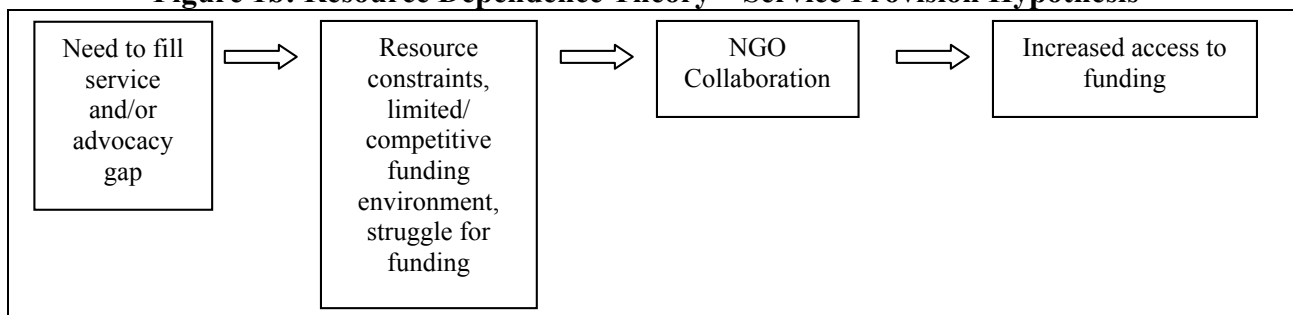 Figure 1b: Resource Dependence Theory – Service Provision Hypothesis
Need to fill
service
and/or
advocacy
gap
Resource
constraints,
limited/
competitive
funding
environment,
struggle for
funding
NGO
Collaboration
Increased access to
funding